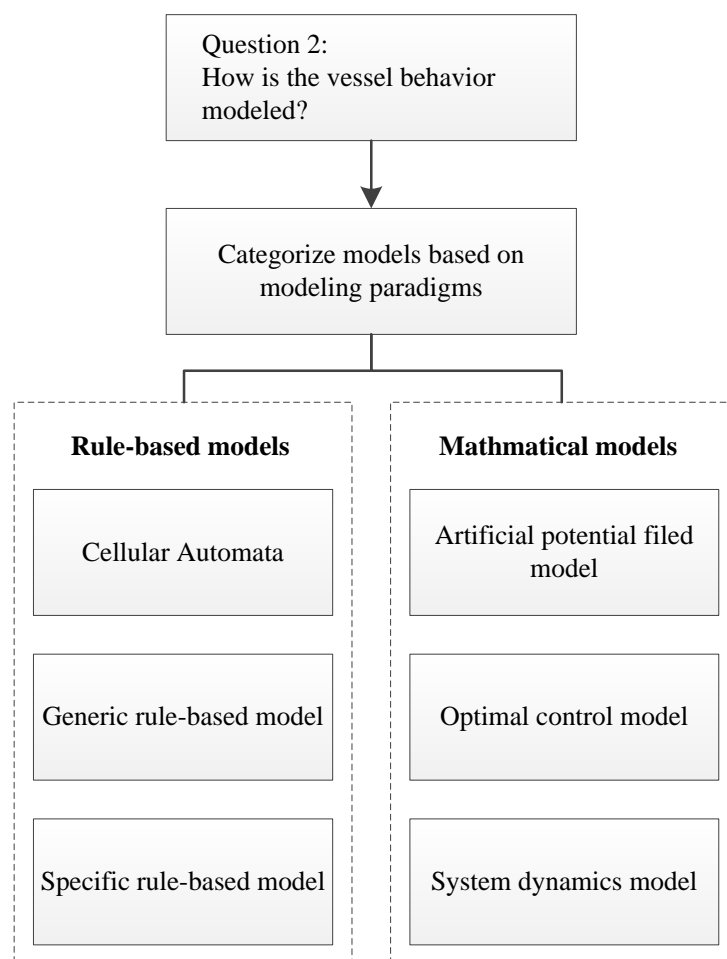 Question 2:
How is the vessel behavior
modeled?
Categorize models based on
modeling paradigms
Rule-based models
Cellular Automata
Generic rule-based model
Specific rule-based model
Mathmatical models
Artificial potential filed
model
Optimal control model
System dynamics model